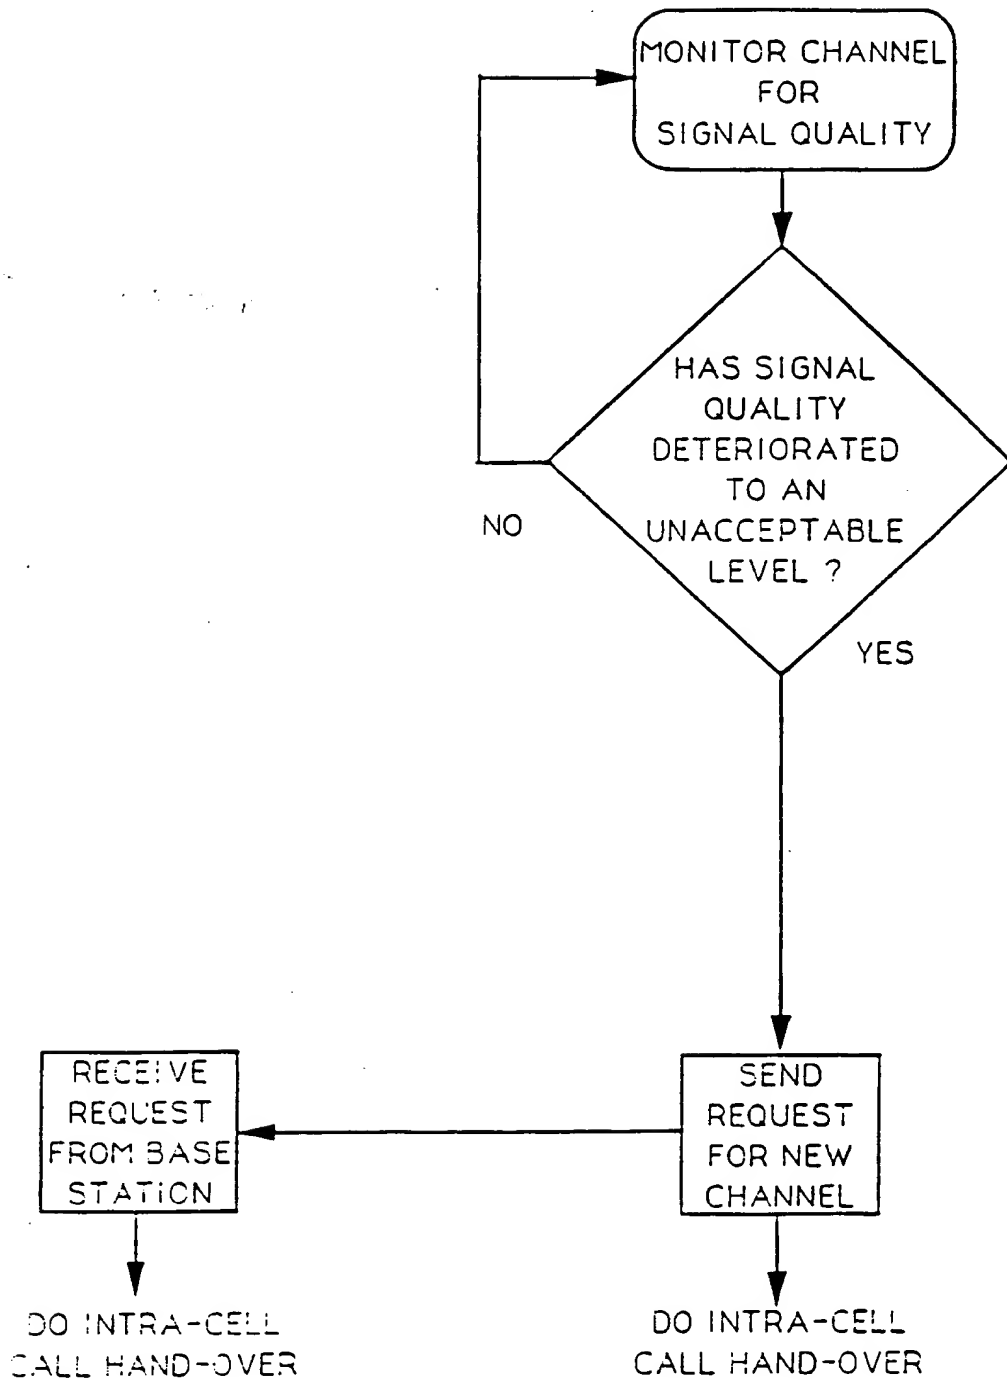 MONITOR CHANNEL
FOR
SIGNAL QUALITY
HAS SIGNAL
QUALITY
DETERIORATED
TO AN
UNACCEPTABLE
LEVEL ?
NO
YES
RECEIVE
REQUEST
FROM BASE
STATION
SEND
REQUEST
FOR NEW
CHANNEL
DO INTRA-CELL
CALL HAND-OVER
DO INTRA-CELL
CALL HAND-OVER